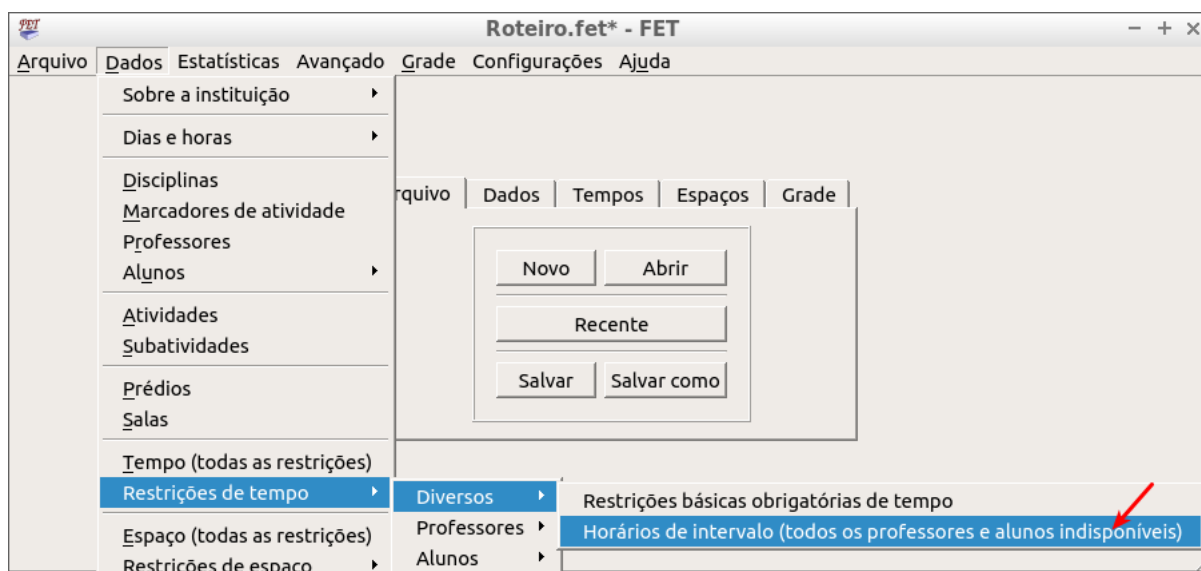 FET
Roteiro.fet* - FET
Arquivo Dados Estatísticas Avançado Grade Configurações Ajuda
Sobre a instituição
Dias e horas
Disciplinas
Marcadores de atividade
Professores
Alunos
Atividades
Subatividades
Prédios
Salas
Tempo (todas as restrições)
Restrições de tempo
Espaço (todas as restrições)
Restrições de espaço
rquivo Dados Tempos Espaços Grade
Novo Abrir
Recente
Salvar Salvar como
Diversos
Professores
Alunos
Restrições básicas obrigatórias de tempo
Horários de intervalo (todos os professores e alunos indisponíveis)